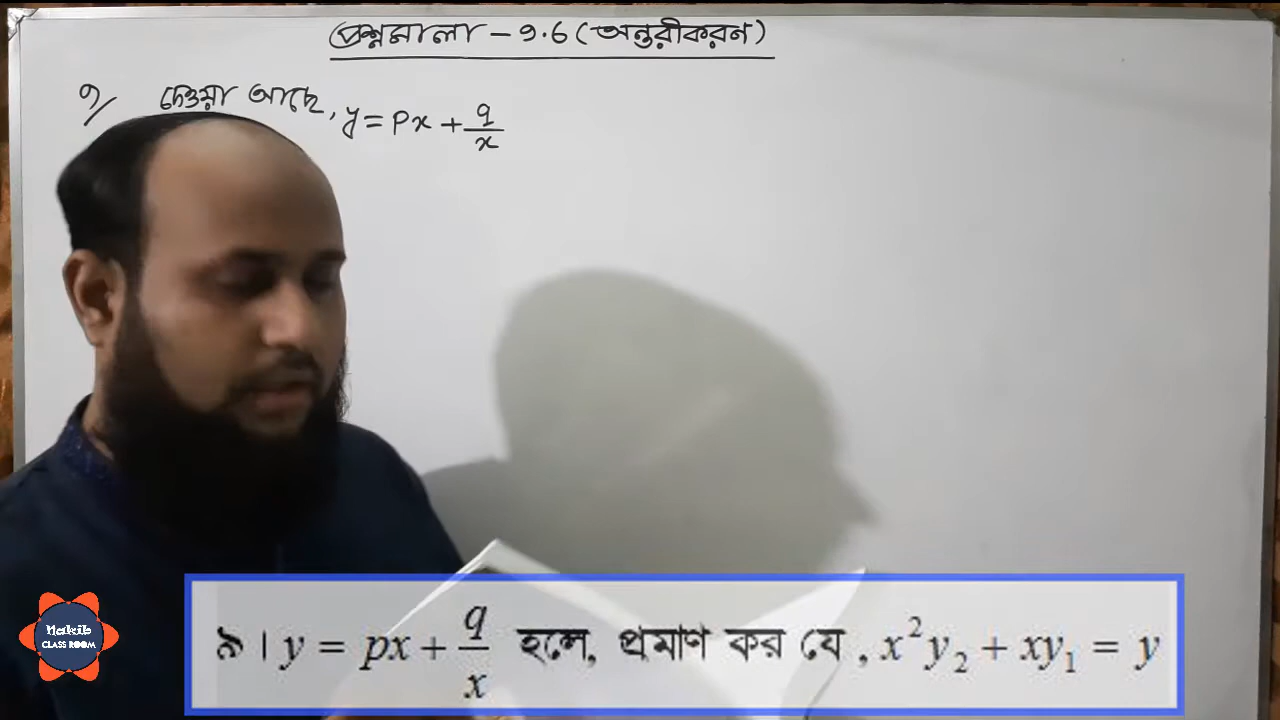 প্রশ্নমালা - ৭.6 (অন্তরীকরণ)
৯/ দেওয়া আছে, y = px + q/x
Nakib
CLASS ROOM
৯ । y = px + q/x হলে, প্রমাণ কর যে, x²y₂ + xy₁ = y